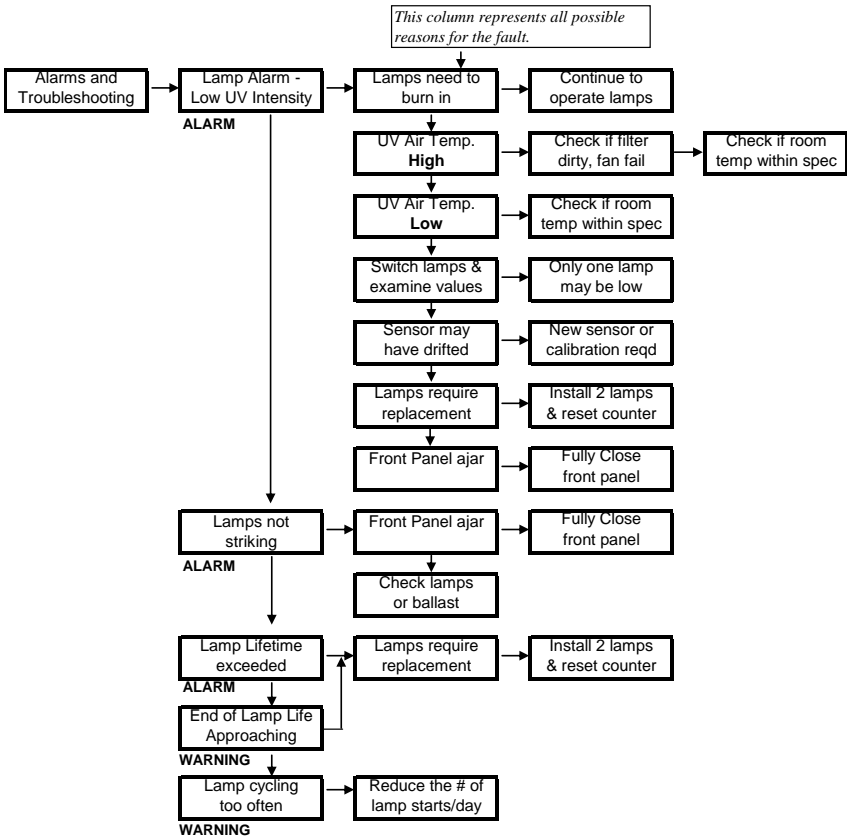 This column represents all possible
reasons for the fault.
Alarms and
Troubleshooting
Lamp Alarm -
Low UV Intensity
ALARM
Lamps need to
burn in
Continue to
operate lamps
UV Air Temp.
High
Check if filter
dirty, fan fail
Check if room
temp within spec
UV Air Temp.
Low
Check if room
temp within spec
Switch lamps &
examine values
Only one lamp
may be low
Sensor may
have drifted
New sensor or
calibration reqd
Lamps require
replacement
Install 2 lamps
& reset counter
Front Panel ajar
Fully Close
front panel
Lamps not
striking
ALARM
Front Panel ajar
Fully Close
front panel
Check lamps
or ballast
Lamp Lifetime
exceeded
ALARM
Lamps require
replacement
Install 2 lamps
& reset counter
End of Lamp Life
Approaching
WARNING
Lamp cycling
too often
WARNING
Reduce the # of
lamp starts/day